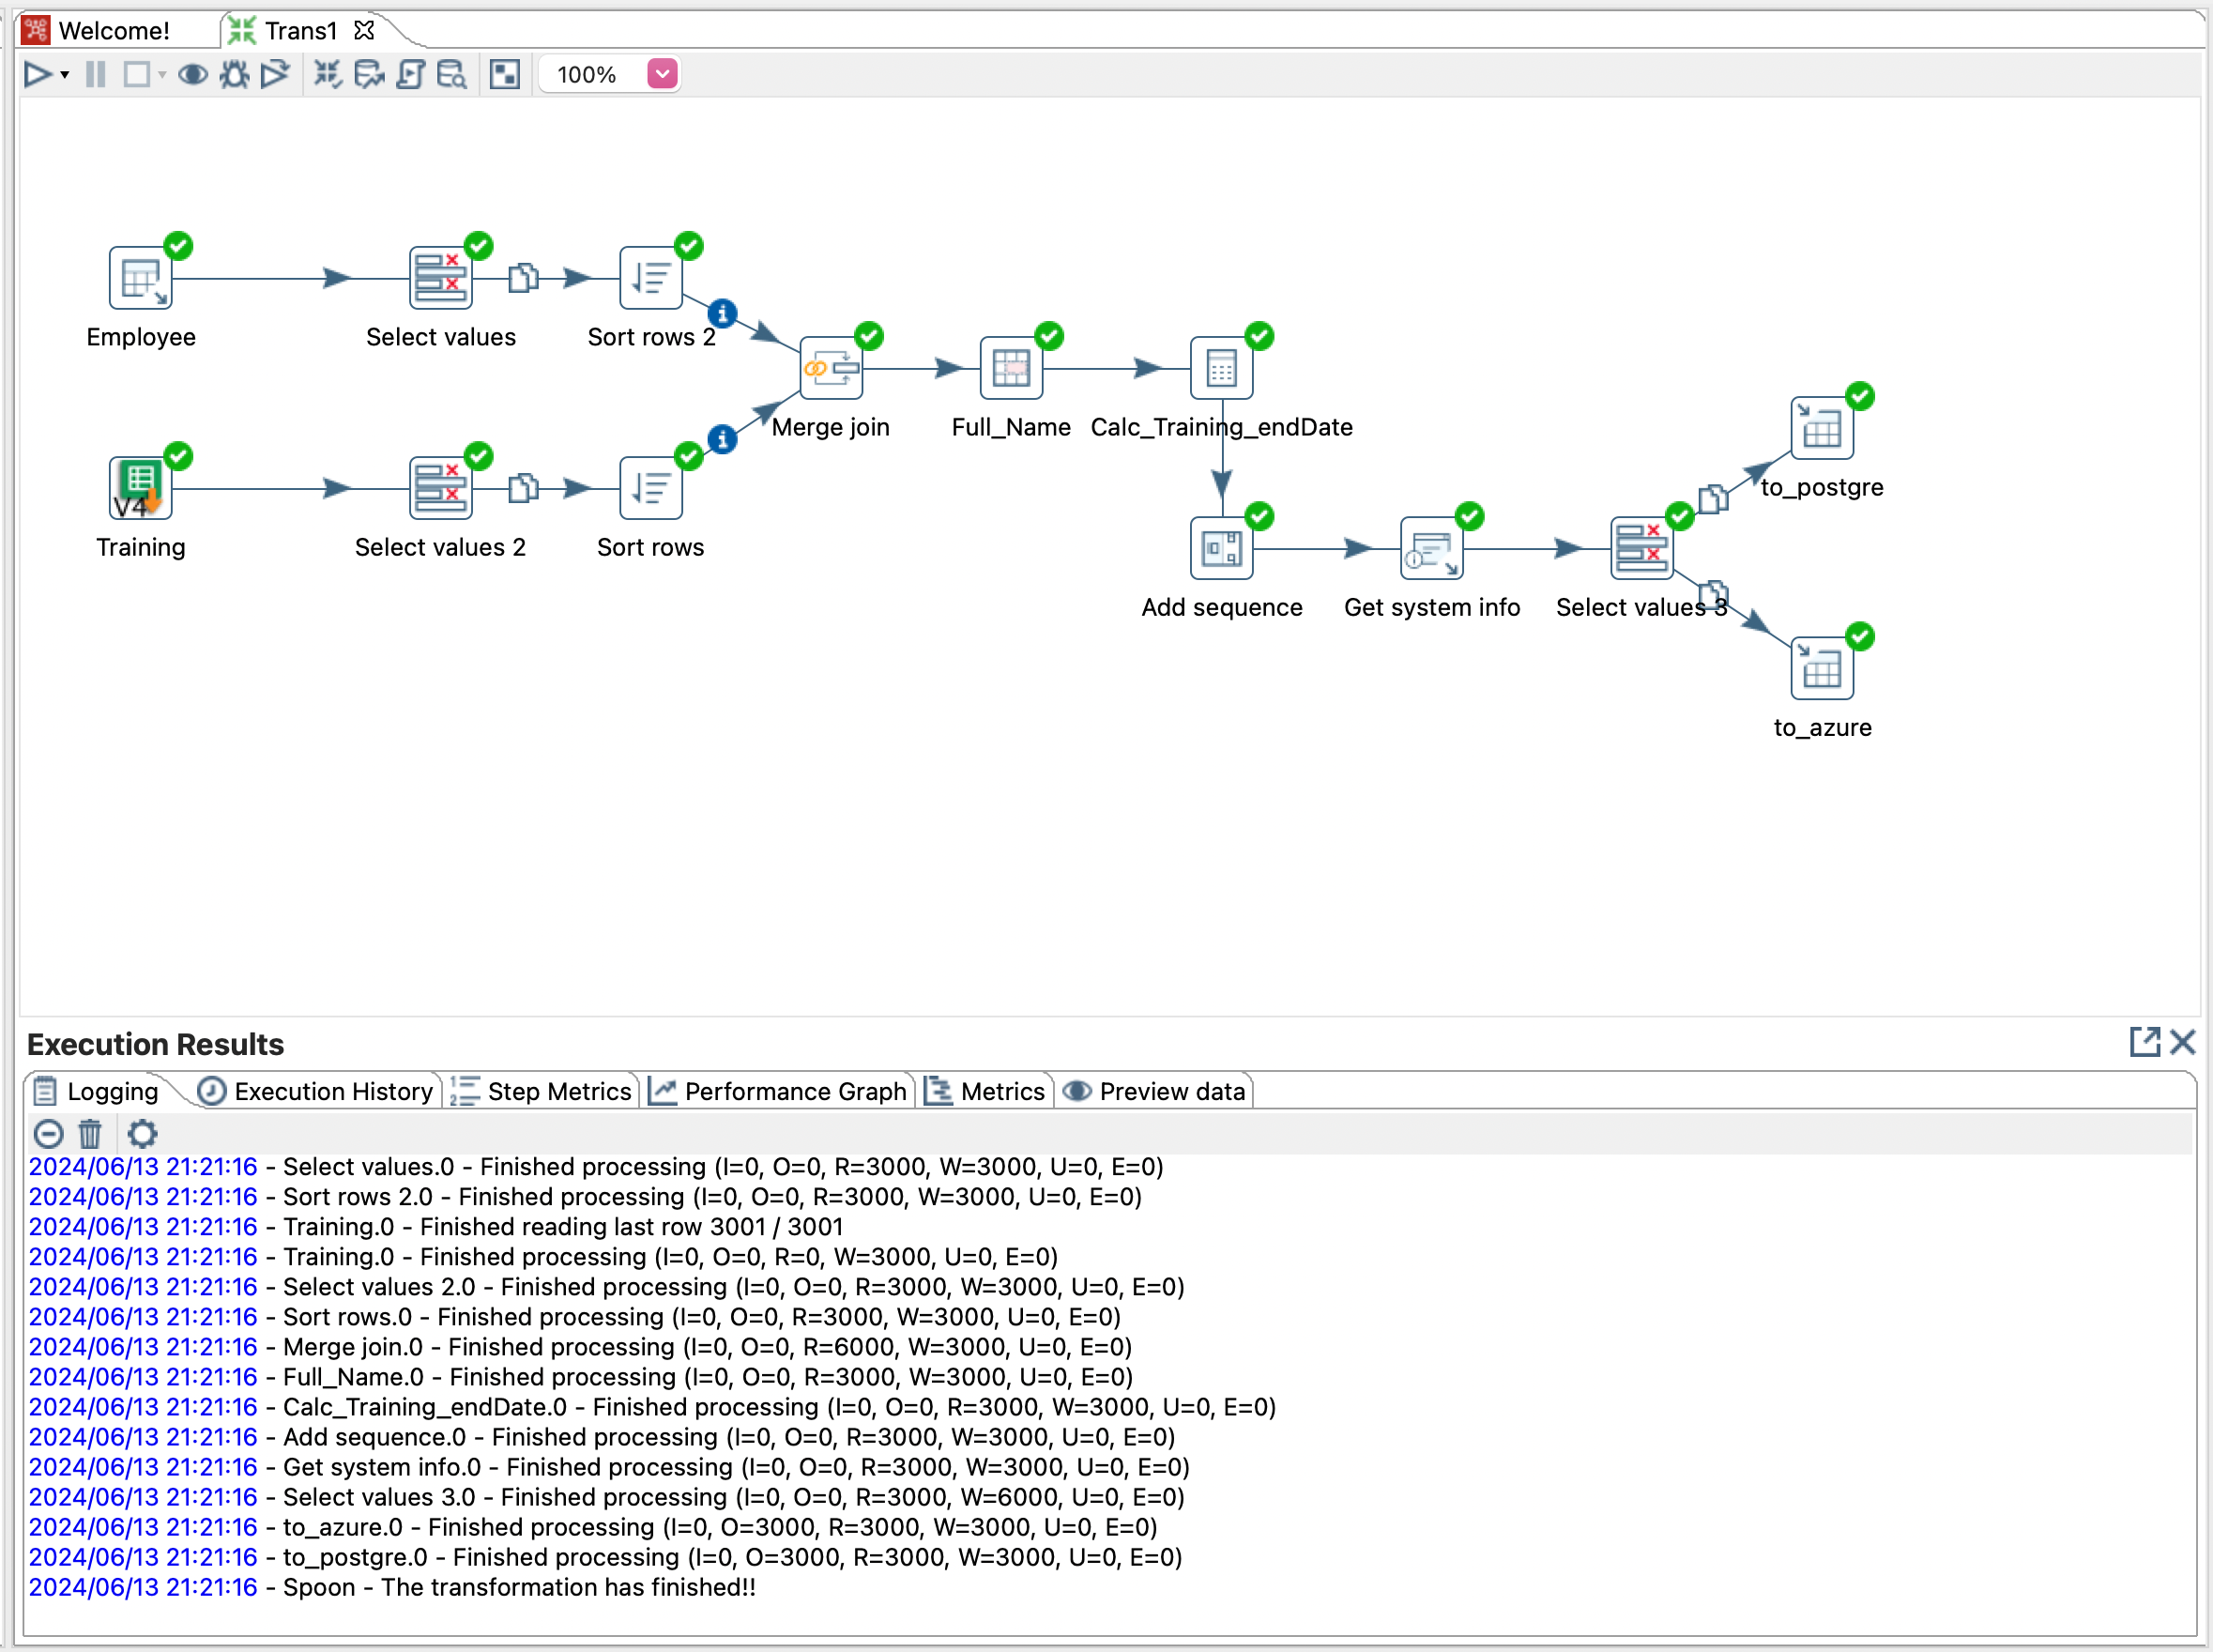 Welcome!
Trans1
100%
Employee
Select values
Sort rows 2
Merge join
Full_Name
Calc_Training_endDate
V4
Training
Select values 2
Sort rows
to_postgre
Add sequence
Get system info
Select values 3
to_azure
Execution Results
Logging
Execution History
Step Metrics
Performance Graph
Metrics
Preview data
2024/06/13 21:21:16 - Select values.0 - Finished processing (I=0, O=0, R=3000, W=3000, U=0, E=0)
2024/06/13 21:21:16 - Sort rows 2.0 - Finished processing (I=0, O=0, R=3000, W=3000, U=0, E=0)
2024/06/13 21:21:16 - Training.0 - Finished reading last row 3001 / 3001
2024/06/13 21:21:16 - Training.0 - Finished processing (I=0, O=0, R=0, W=3000, U=0, E=0)
2024/06/13 21:21:16 - Select values 2.0 - Finished processing (I=0, O=0, R=3000, W=3000, U=0, E=0)
2024/06/13 21:21:16 - Sort rows.0 - Finished processing (I=0, O=0, R=3000, W=3000, U=0, E=0)
2024/06/13 21:21:16 - Merge join.0 - Finished processing (I=0, O=0, R=6000, W=3000, U=0, E=0)
2024/06/13 21:21:16 - Full_Name.0 - Finished processing (I=0, O=0, R=3000, W=3000, U=0, E=0)
2024/06/13 21:21:16 - Calc_Training_endDate.0 - Finished processing (I=0, O=0, R=3000, W=3000, U=0, E=0)
2024/06/13 21:21:16 - Add sequence.0 - Finished processing (I=0, O=0, R=3000, W=3000, U=0, E=0)
2024/06/13 21:21:16 - Get system info.0 - Finished processing (I=0, O=0, R=3000, W=3000, U=0, E=0)
2024/06/13 21:21:16 - Select values 3.0 - Finished processing (I=0, O=0, R=3000, W=6000, U=0, E=0)
2024/06/13 21:21:16 - to_azure.0 - Finished processing (I=0, O=3000, R=3000, W=3000, U=0, E=0)
2024/06/13 21:21:16 - to_postgre.0 - Finished processing (I=0, O=3000, R=3000, W=3000, U=0, E=0)
2024/06/13 21:21:16 - Spoon - The transformation has finished!!